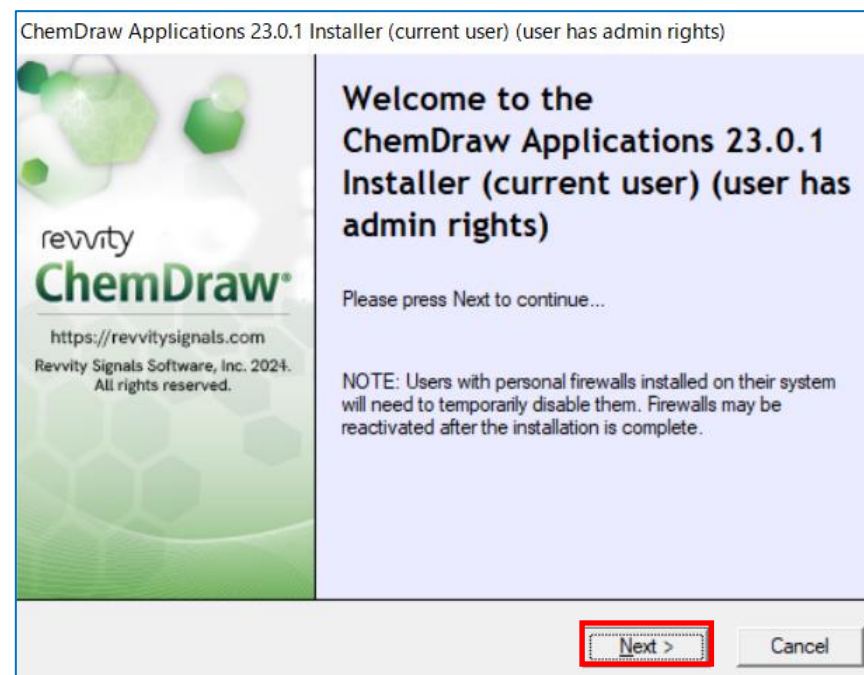 ChemDraw Applications 23.0.1 Installer (current user) (user has admin rights)
revvity
ChemDraw®
https://revvitysignals.com
Revvity Signals Software, Inc. 2024.
All rights reserved.
Welcome to the
ChemDraw Applications 23.0.1
Installer (current user) (user has
admin rights)
Please press Next to continue...
NOTE: Users with personal firewalls installed on their system
will need to temporarily disable them. Firewalls may be
reactivated after the installation is complete.
Next >
Cancel